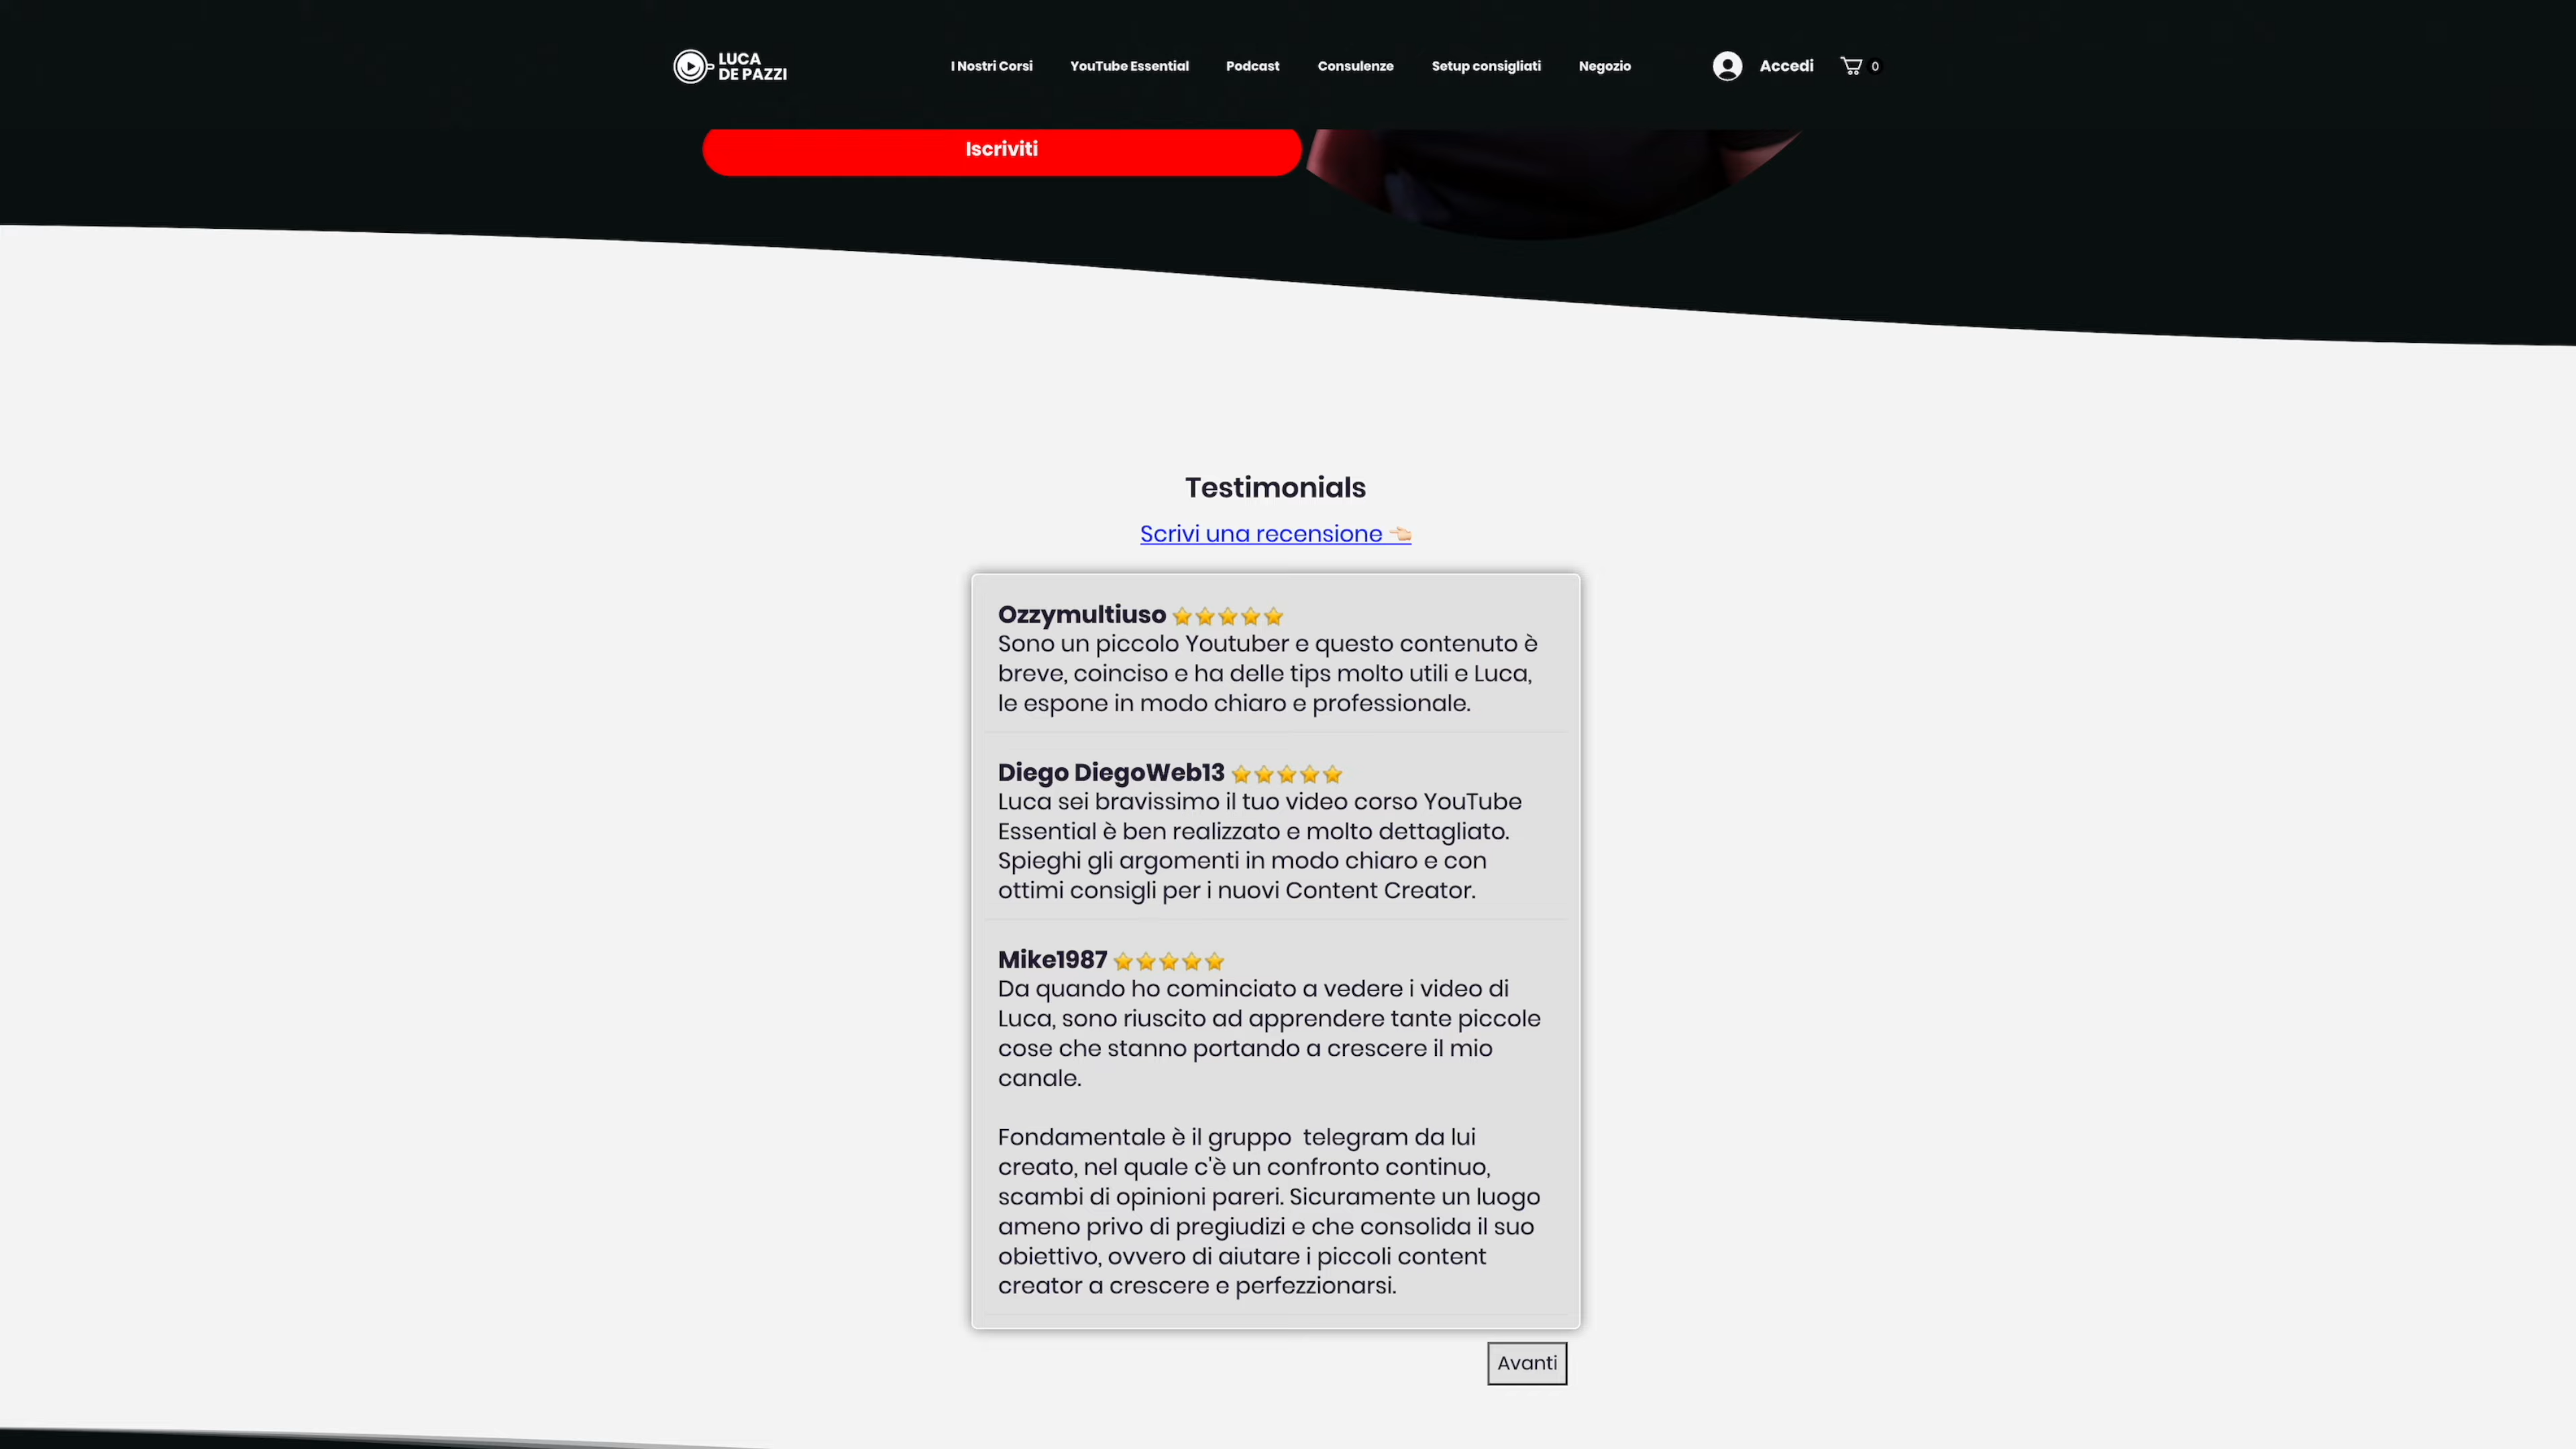 LUCA
DE PAZZI
I Nostri Corsi
YouTube Essential
Podcast
Consulenze
Setup consigliati
Negozio
Accedi
0
Iscriviti
Testimonials
Scrivi una recensione 👈🏻
Ozzymultiuso ⭐⭐⭐⭐⭐
Sono un piccolo Youtuber e questo contenuto è
breve, coinciso e ha delle tips molto utili e Luca,
le espone in modo chiaro e professionale.
Diego DiegoWeb13 ⭐⭐⭐⭐⭐
Luca sei bravissimo il tuo video corso YouTube
Essential è ben realizzato e molto dettagliato.
Spieghi gli argomenti in modo chiaro e con
ottimi consigli per i nuovi Content Creator.
Mike1987 ⭐⭐⭐⭐⭐
Da quando ho cominciato a vedere i video di
Luca, sono riuscito ad apprendere tante piccole
cose che stanno portando a crescere il mio
canale.
Fondamentale è il gruppo  telegram da lui
creato, nel quale c'è un confronto continuo,
scambi di opinioni pareri. Sicuramente un luogo
ameno privo di pregiudizi e che consolida il suo
obiettivo, ovvero di aiutare i piccoli content
creator a crescere e perfezzionarsi.
Avanti